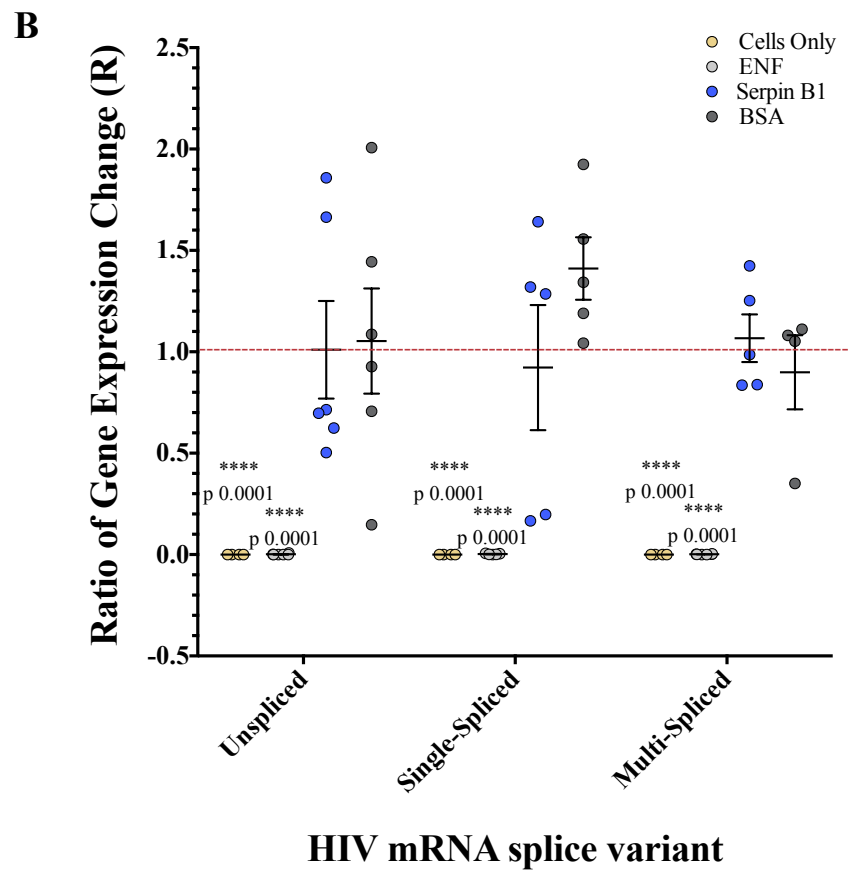 B
Cells Only
ENF
Serpin B1
BSA
Ratio of Gene Expression Change (R)
2.5
2.0
1.5
1.0
0.5
0.0
-0.5
****
p 0.0001
****
p 0.0001
****
p 0.0001
****
p 0.0001
****
p 0.0001
****
p 0.0001
Unspliced
Single-Spliced
Multi-Spliced
HIV mRNA splice variant